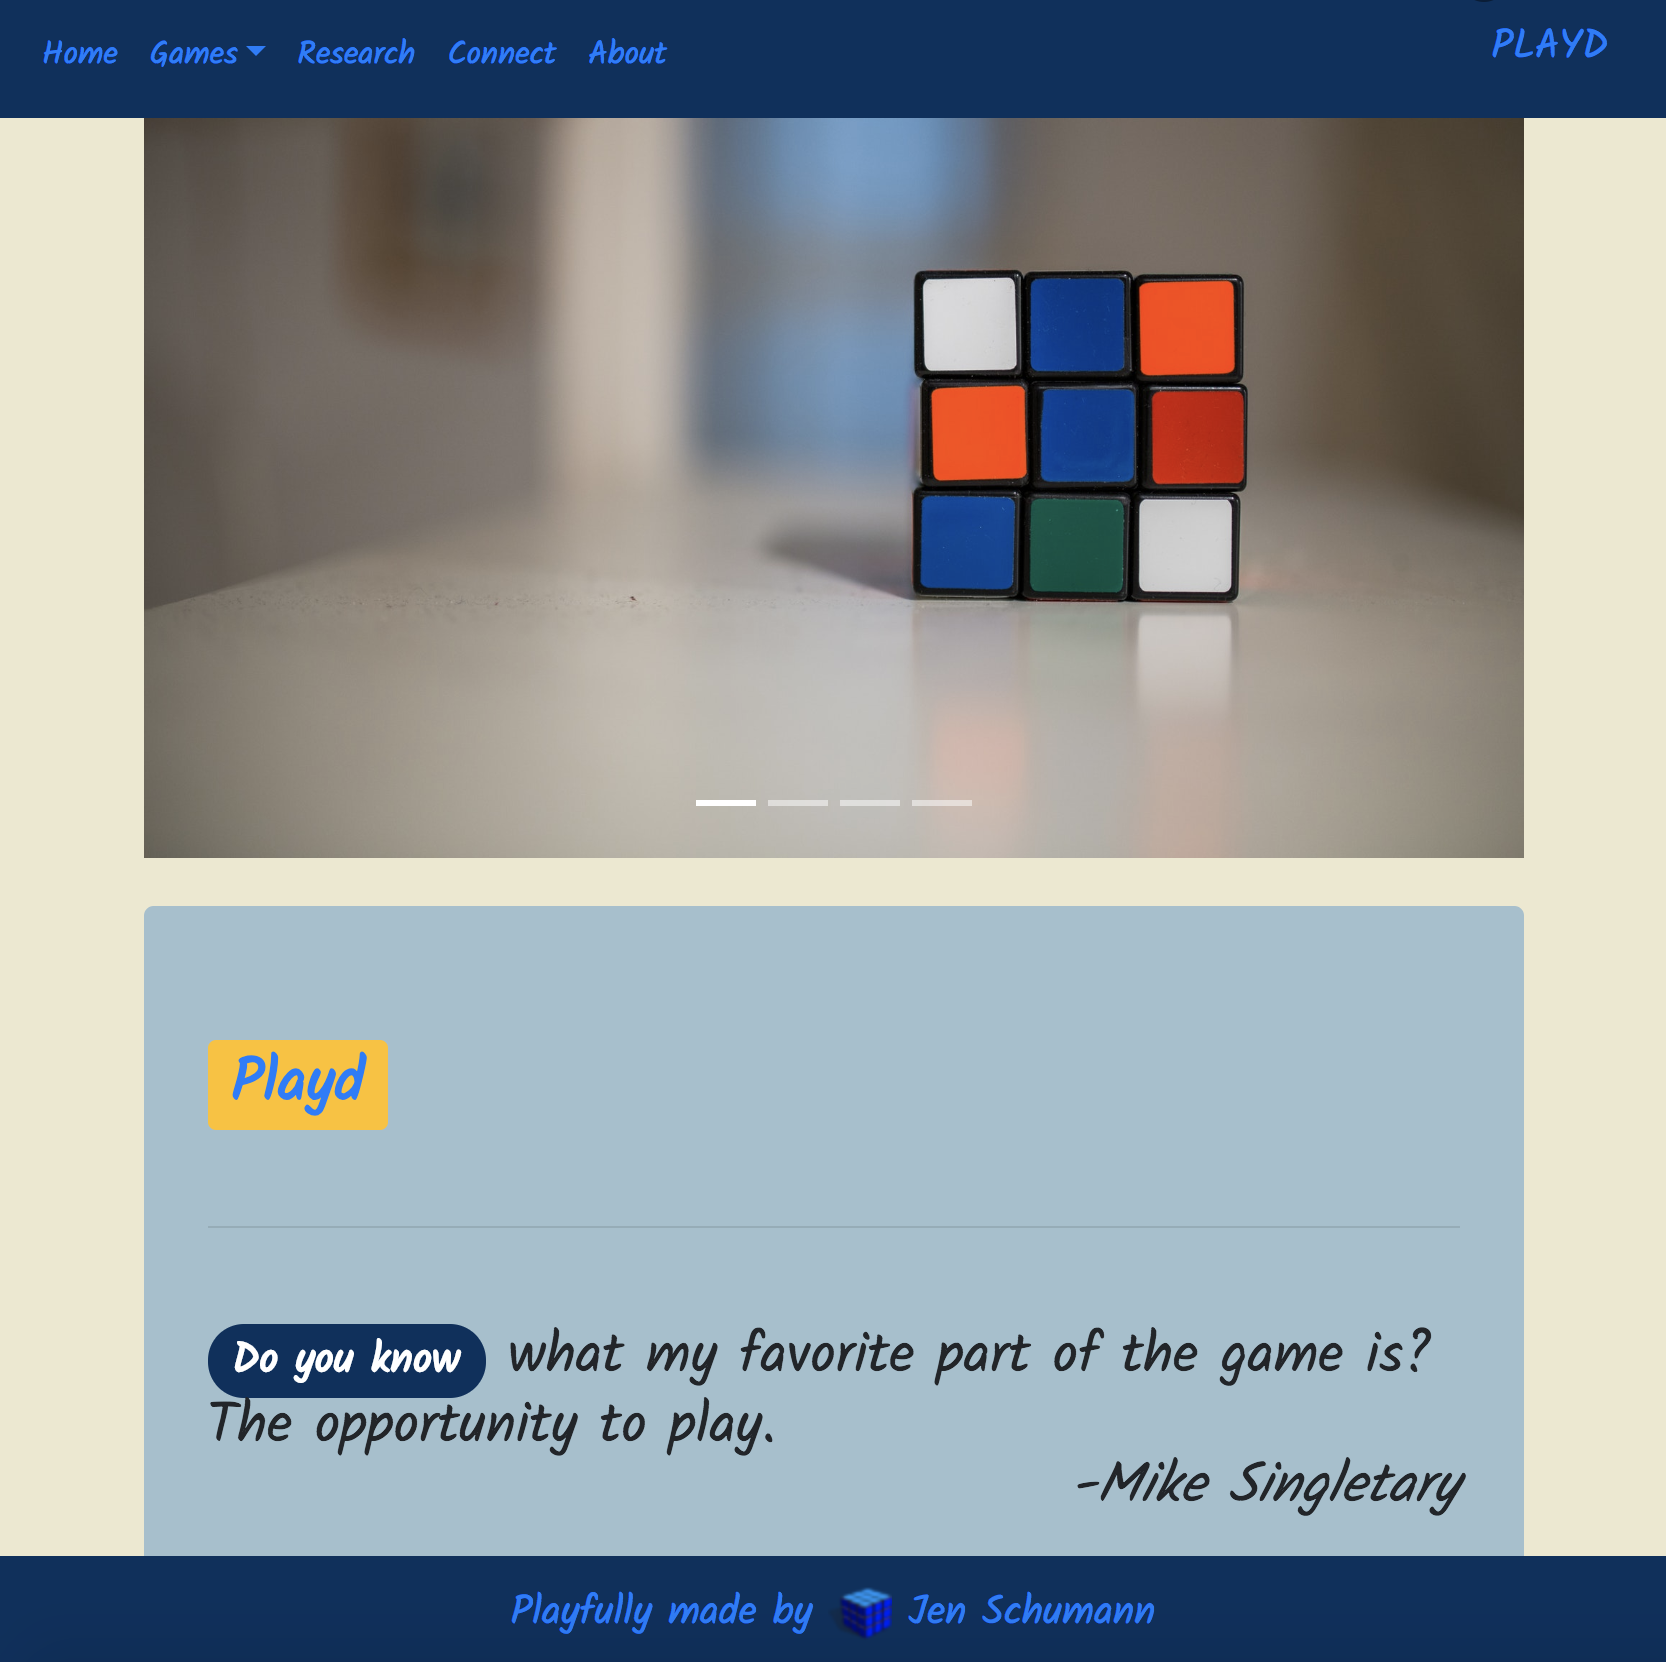 Home Games Research Connect About PLAYD
Playd
Do you know what my favorite part of the game is?
The opportunity to play.
-Mike Singletary
Playfully made by Jen Schumann